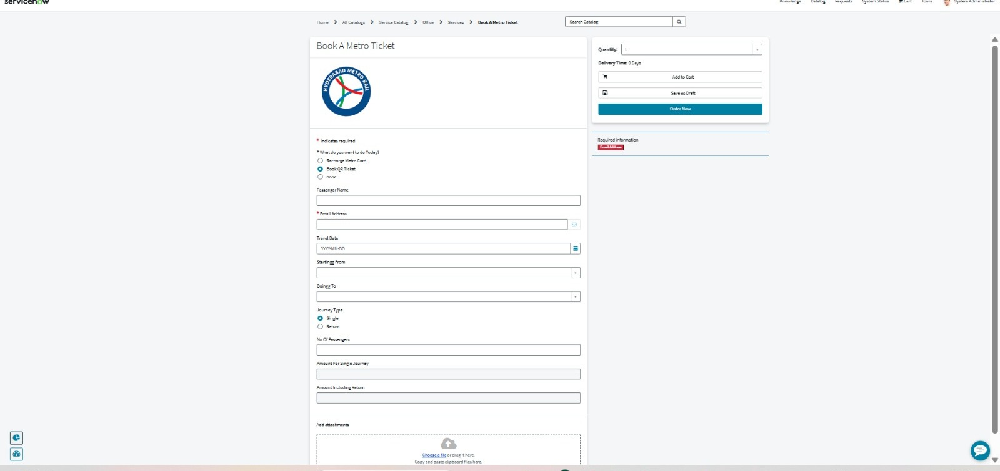 servicenow
Knowledge Catalog Requests System Status Cart Tours System Administrator
Home > All Catalogs > Service Catalog > Office > Services > Book A Metro Ticket
Search Catalog
Book A Metro Ticket
HYDERABAD METRO RAIL
* Indicates required
* What do you want to do Today?
Recharge Metro Card
Book QR Ticket
none
Passenger Name
* Email Address
Travel Date
YYYY-MM-DD
Startingg From
Goingg To
Journey Type
Single
Return
No Of Passengers
Amount For Single Journey
Amount Including Return
Add attachments
Choose a file or drag it here.
Copy and paste clipboard files here.
Quantity: 1
Delivery Time: 0 Days
Add to Cart
Save as Draft
Order Now
Required information
Email Address